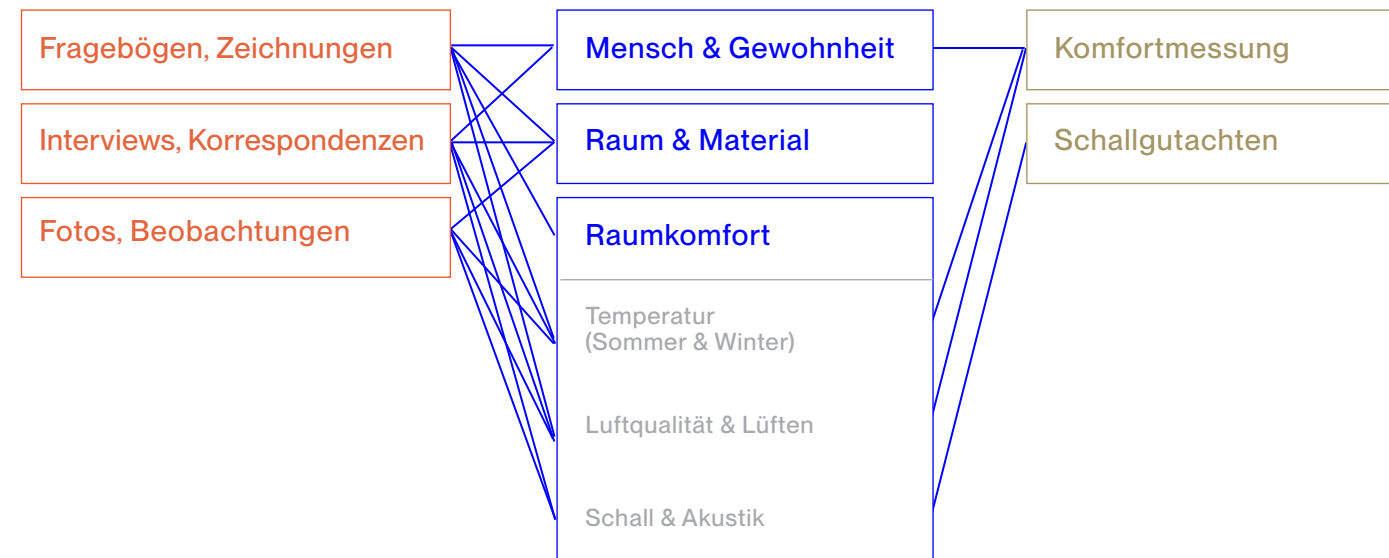 Fragebögen, Zeichnungen
Interviews, Korrespondenzen
Fotos, Beobachtungen
Mensch & Gewohnheit
Raum & Material
Raumkomfort
Temperatur
(Sommer & Winter)
Luftqualität & Lüften
Schall & Akustik
Komfortmessung
Schallgutachten